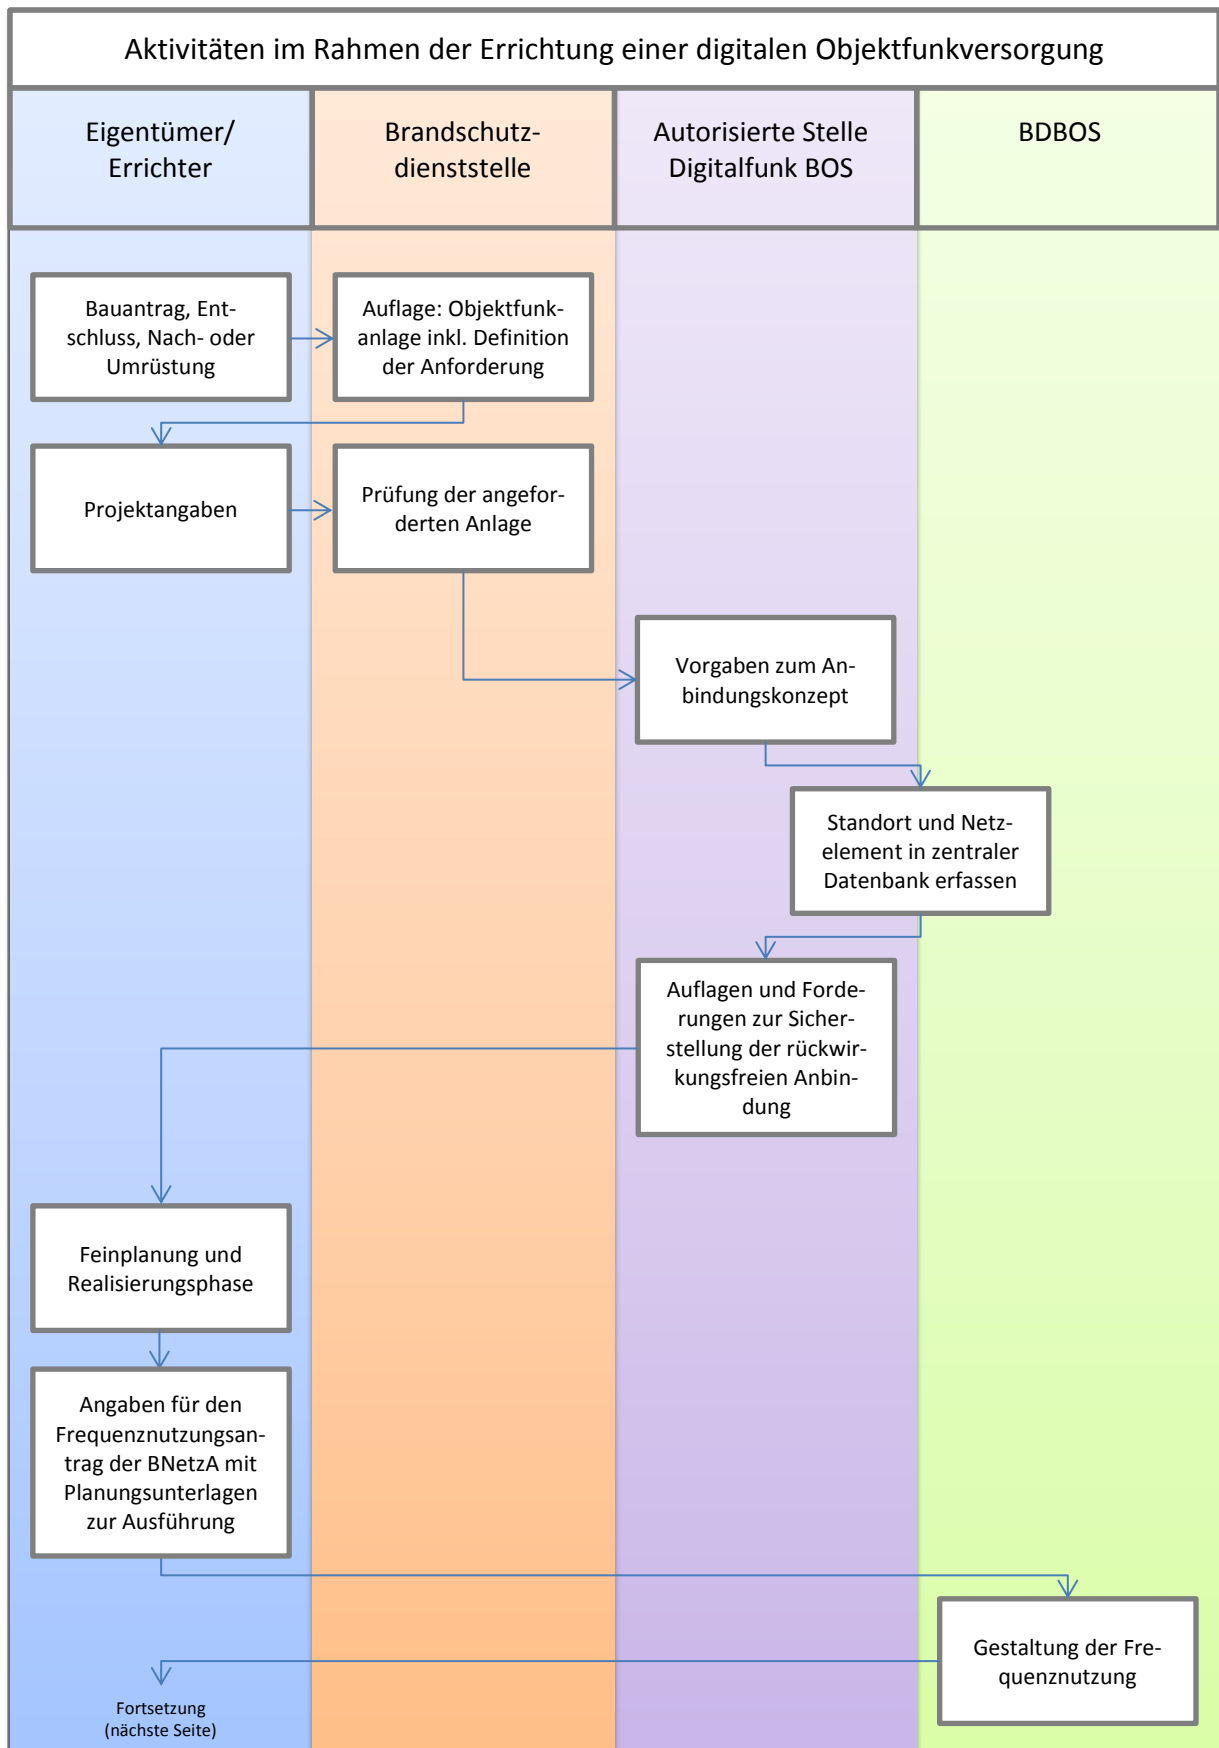 Aktivitäten im Rahmen der Errichtung einer digitalen Objektfunkversorgung
Eigentümer/
Errichter
Brandschutz-
dienststelle
Autorisierte Stelle
Digitalfunk BOS
BDBOS
Bauantrag, Ent-
schluss, Nach- oder
Umrüstung
Auflage: Objektfunk-
anlage inkl. Definition
der Anforderung
Projektangaben
Prüfung der angefor-
derten Anlage
Vorgaben zum An-
bindungskonzept
Standort und Netz-
element in zentraler
Datenbank erfassen
Auflagen und Forde-
rungen zur Sicher-
stellung der rückwir-
kungsfreien Anbin-
dung
Feinplanung und
Realisierungsphase
Angaben für den
Frequenznutzungsan-
trag der BNetzA mit
Planungsunterlagen
zur Ausführung
Gestaltung der Fre-
quenznutzung
Fortsetzung
(nächste Seite)